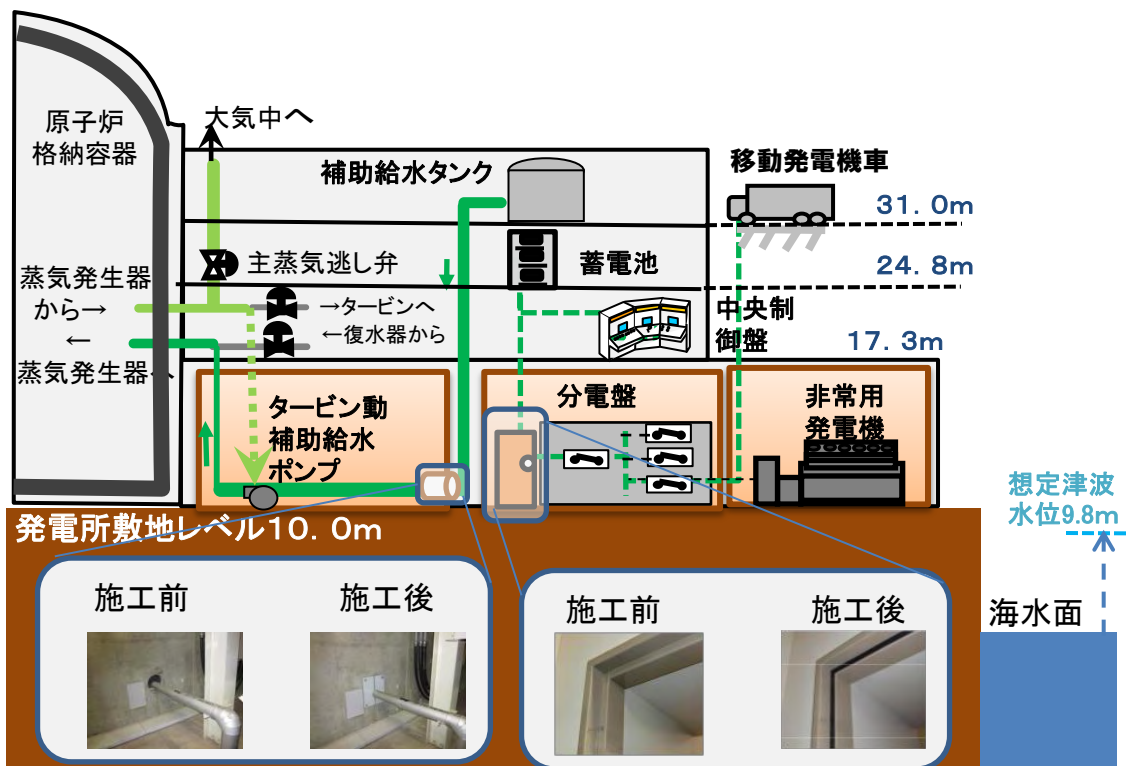 原子炉
格納容器
大気中へ
補助給水タンク
移動発電機車
31.0m
主蒸気逃し弁
蓄電池
24.8m
蒸気発生器
から→
→タービンへ
←復水器から
中央制
御盤
17.3m
←
蒸気発生器へ
タービン動
補助給水
ポンプ
分電盤
非常用
発電機
想定津波
水位9.8m
発電所敷地レベル10.0m
施工前
施工後
施工前
施工後
海水面